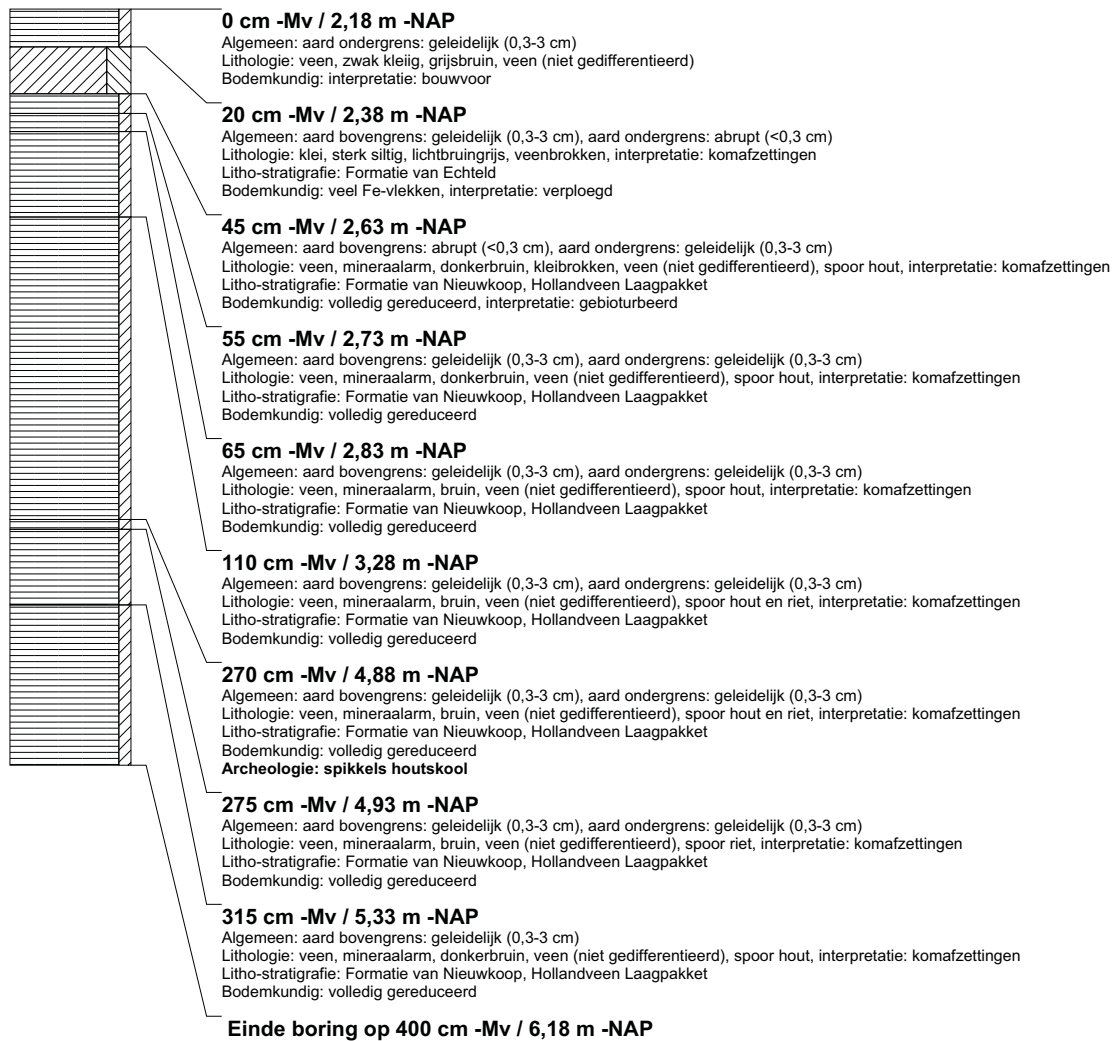 0 cm -Mv / 2,18 m -NAP
Algemeen: aard ondergrens: geleidelijk (0,3-3 cm)
Lithologie: veen, zwak kleiig, grijsbruin, veen (niet gedifferentieerd)
Bodemkundig: interpretatie: bouwvoor
20 cm -Mv / 2,38 m -NAP
Algemeen: aard bovengrens: geleidelijk (0,3-3 cm), aard ondergrens: abrupt (<0,3 cm)
Lithologie: klei, sterk siltig, lichtbruingrijs, veenbrokken, interpretatie: komafzettingen
Litho-stratigrafie: Formatie van Echteld
Bodemkundig: veel Fe-vlekken, interpretatie: verploegd
45 cm -Mv / 2,63 m -NAP
Algemeen: aard bovengrens: abrupt (<0,3 cm), aard ondergrens: geleidelijk (0,3-3 cm)
Lithologie: veen, mineraalarm, donkerbruin, kleibrokken, veen (niet gedifferentieerd), spoor hout, interpretatie: komafzettingen
Litho-stratigrafie: Formatie van Nieuwkoop, Hollandveen Laagpakket
Bodemkundig: volledig gereduceerd, interpretatie: gebioturbeerd
55 cm -Mv / 2,73 m -NAP
Algemeen: aard bovengrens: geleidelijk (0,3-3 cm), aard ondergrens: geleidelijk (0,3-3 cm)
Lithologie: veen, mineraalarm, donkerbruin, veen (niet gedifferentieerd), spoor hout, interpretatie: komafzettingen
Litho-stratigrafie: Formatie van Nieuwkoop, Hollandveen Laagpakket
Bodemkundig: volledig gereduceerd
65 cm -Mv / 2,83 m -NAP
Algemeen: aard bovengrens: geleidelijk (0,3-3 cm), aard ondergrens: geleidelijk (0,3-3 cm)
Lithologie: veen, mineraalarm, bruin, veen (niet gedifferentieerd), spoor hout, interpretatie: komafzettingen
Litho-stratigrafie: Formatie van Nieuwkoop, Hollandveen Laagpakket
Bodemkundig: volledig gereduceerd
110 cm -Mv / 3,28 m -NAP
Algemeen: aard bovengrens: geleidelijk (0,3-3 cm), aard ondergrens: geleidelijk (0,3-3 cm)
Lithologie: veen, mineraalarm, bruin, veen (niet gedifferentieerd), spoor hout en riet, interpretatie: komafzettingen
Litho-stratigrafie: Formatie van Nieuwkoop, Hollandveen Laagpakket
Bodemkundig: volledig gereduceerd
270 cm -Mv / 4,88 m -NAP
Algemeen: aard bovengrens: geleidelijk (0,3-3 cm), aard ondergrens: geleidelijk (0,3-3 cm)
Lithologie: veen, mineraalarm, bruin, veen (niet gedifferentieerd), spoor hout en riet, interpretatie: komafzettingen
Litho-stratigrafie: Formatie van Nieuwkoop, Hollandveen Laagpakket
Bodemkundig: volledig gereduceerd
Archeologie: spikkels houtskool
275 cm -Mv / 4,93 m -NAP
Algemeen: aard bovengrens: geleidelijk (0,3-3 cm), aard ondergrens: geleidelijk (0,3-3 cm)
Lithologie: veen, mineraalarm, bruin, veen (niet gedifferentieerd), spoor riet, interpretatie: komafzettingen
Litho-stratigrafie: Formatie van Nieuwkoop, Hollandveen Laagpakket
Bodemkundig: volledig gereduceerd
315 cm -Mv / 5,33 m -NAP
Algemeen: aard bovengrens: geleidelijk (0,3-3 cm)
Lithologie: veen, mineraalarm, donkerbruin, veen (niet gedifferentieerd), spoor hout, interpretatie: komafzettingen
Litho-stratigrafie: Formatie van Nieuwkoop, Hollandveen Laagpakket
Bodemkundig: volledig gereduceerd
Einde boring op 400 cm -Mv / 6,18 m -NAP